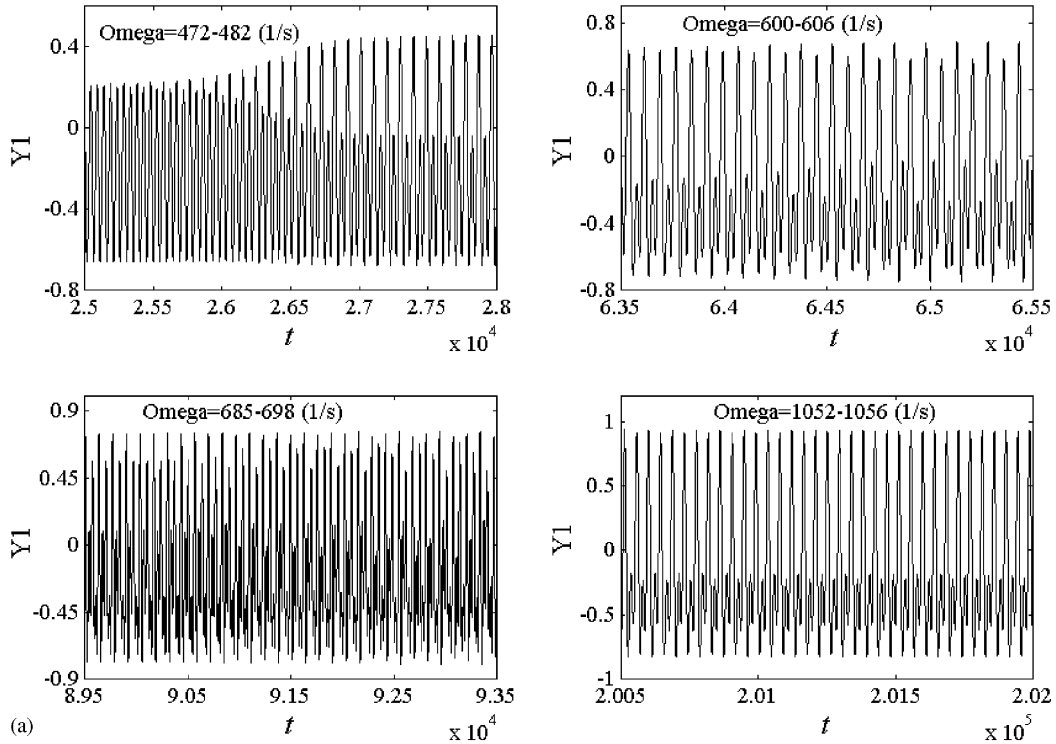 Omega=472-482 (1/s)
0.4
0
-0.4
-0.8
Y1
2.5 2.55 2.6 2.65 2.7 2.75 2.8
x 10^4
t
Omega=600-606 (1/s)
0.8
0.4
0
-0.4
0.8
Y1
6.35 6.4 6.45 6.5 6.55
x 10^4
t
Omega=685-698 (1/s)
0.9
0.45
0
-0.45
-0.9
Y1
8.95 9.05 9.15 9.25 9.35
x 10^4
t
Omega=1052-1056 (1/s)
1
0.5
0
-0.5
-1
Y1
2.005 2.01 2.015 2.02
x 10^5
t
(a)